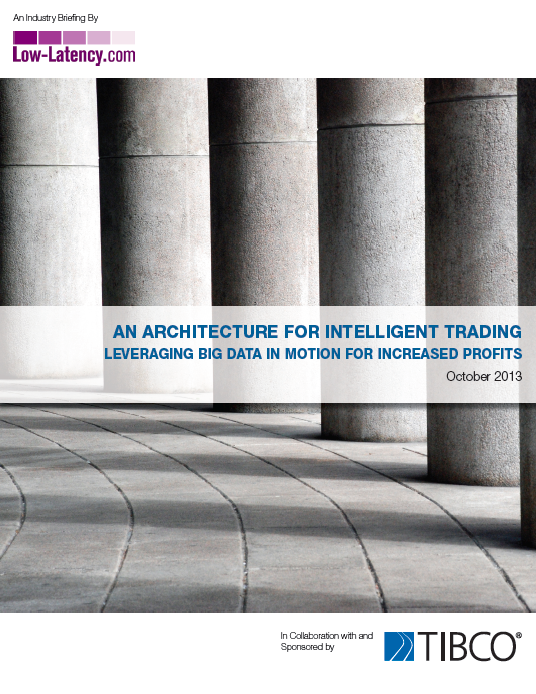 An Industry Briefing By
Low-Latency.com
AN ARCHITECTURE FOR INTELLIGENT TRADING
LEVERAGING BIG DATA IN MOTION FOR INCREASED PROFITS
October 2013
In Collaboration with and
Sponsored by
TIBCO®